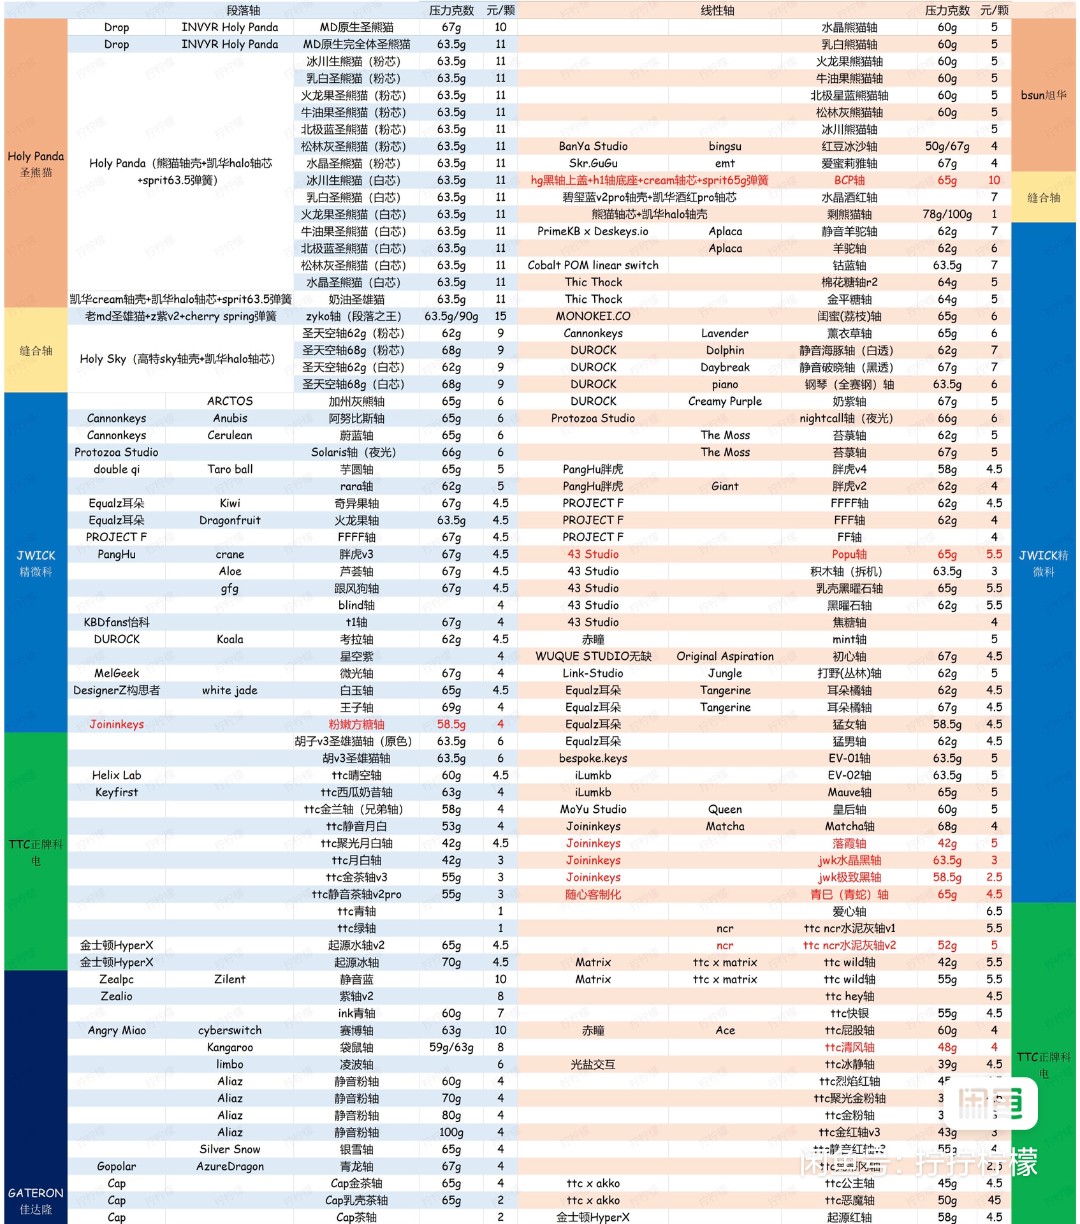 段落轴 压力克数 元/颗 线性轴 压力克数 元/颗
Drop INVYR Holy Panda MD原生圣熊猫 67g 10 水晶熊猫轴 60g 5
Drop INVYR Holy Panda MD原生完全体圣熊猫 63.5g 11 乳白熊猫轴 60g 5
冰川生熊猫（粉芯） 63.5g 11 火龙果熊猫轴 60g 5
乳白圣熊猫（粉芯） 63.5g 11 牛油果熊猫轴 60g 5
火龙果圣熊猫（粉芯） 63.5g 11 北极星蓝熊猫轴 60g 5
bsun旭华
牛油果圣熊猫（粉芯） 63.5g 11 松林灰熊猫轴 60g 5
北极蓝圣熊猫（粉芯） 63.5g 11 冰川熊猫轴 5
松林灰圣熊猫（粉芯） 63.5g 11 BanYa Studio bingsu 红豆冰沙轴 50g/67g 4
Holy Panda
圣熊猫
Holy Panda（熊猫轴壳+凯华halo轴芯
+sprit63.5弹簧）
水晶圣熊猫（粉芯） 63.5g 11 Skr.GuGu emt 爱蜜莉雅轴 67g 4
冰川生熊猫（白芯） 63.5g 11 hg黑轴上盖+h1轴底座+cream轴芯+sprit65g弹簧 BCP轴 65g 10
乳白圣熊猫（白芯） 63.5g 11 碧玺蓝v2pro轴壳+凯华酒红pro轴芯 水晶酒红轴 7
缝合轴
火龙果圣熊猫（白芯） 63.5g 11 熊猫轴芯+凯华halo轴壳 剩熊猫轴 78g/100g 1
牛油果圣熊猫（白芯） 63.5g 11 PrimeKB x Deskeys.io Aplaca 静音羊驼轴 62g 7
北极蓝圣熊猫（白芯） 63.5g 11 Aplaca 羊驼轴 62g 6
松林灰圣熊猫（白芯） 63.5g 11 Cobalt POM linear switch 钴蓝轴 63.5g 7
水晶圣熊猫（白芯） 63.5g 11 Thic Thock 棉花糖轴r2 64g 5
凯华cream轴壳+凯华halo轴芯+sprit63.5弹簧 奶油圣雄猫 63.5g 11 Thic Thock 金平糖轴 64g 5
老md圣雄猫+z紫v2+cherry spring弹簧 zyko轴（段落之王） 63.5g/90g 15 MONOKEI.CO 闺蜜(荔枝)轴 65g 6
圣天空轴62g（粉芯） 62g 9 Cannonkeys Lavender 薰衣草轴 65g 6
缝合轴
Holy Sky（高特sky轴壳+凯华halo轴芯）
圣天空轴68g（粉芯） 68g 9 DUROCK Dolphin 静音海豚轴（白透） 62g 7
圣天空轴62g（白芯） 62g 9 DUROCK Daybreak 静音破晓轴（黑透） 67g 7
圣天空轴68g（白芯） 68g 9 DUROCK piano 钢琴（全赛钢）轴 63.5g 6
ARCTOS 加州灰熊轴 65g 6 DUROCK Creamy Purple 奶紫轴 67g 5
Cannonkeys Anubis 阿努比斯轴 65g 6 Protozoa Studio nightcall轴（夜光） 66g 6
Cannonkeys Cerulean 蔚蓝轴 65g 6 The Moss 苔蘂轴 62g 5
Protozoa Studio Solaris轴（夜光） 66g 6 The Moss 苔蘂轴 67g 5
double qi Taro ball 芋圆轴 65g 5 PangHu胖虎 胖虎v4 58g 4.5
rara轴 62g 5 PangHu胖虎 Giant 胖虎v2 62g 4
Equalz耳朵 Kiwi 奇异果轴 67g 4.5 PROJECT F FFFF轴 62g 4.5
Equalz耳朵 Dragonfruit 火龙果轴 63.5g 4.5 PROJECT F FFF轴 62g 4
PROJECT F FFFF轴 67g 4.5 PROJECT F FF轴 4
JWICK
精微科
PangHu crane 胖虎v3 67g 4.5 43 Studio Popu轴 65g 5.5
JWICK精
微科
Aloe 芦荟轴 67g 4.5 43 Studio 积木轴（拆机） 63.5g 3
gfg 跟风狗轴 67g 4.5 43 Studio 乳壳黑曜石轴 65g 5.5
blind轴 4 43 Studio 黑曜石轴 62g 5.5
KBDfans怡科 t1轴 67g 4 43 Studio 焦糖轴 4
DUROCK Koala 考拉轴 62g 4.5 赤瞳 mint轴 5
星空紫 4 WUQUE STUDIO无缺 Original Aspiration 初心轴 67g 4.5
MelGeek 微光轴 67g 4 Link-Studio Jungle 打野(丛林)轴 62g 5
DesignerZ构思者 white jade 白玉轴 65g 4.5 Equalz耳朵 Tangerine 耳朵橘轴 62g 4.5
王子轴 69g 4 Equalz耳朵 Tangerine 耳朵橘轴 67g 4.5
Joininkeys 粉嫩方糖轴 58.5g 4 Equalz耳朵 猛女轴 58.5g 4.5
胡子v3圣雄猫轴（原色） 63.5g 6 Equalz耳朵 猛男轴 62g 4.5
胡v3圣雄猫轴 63.5g 6 bespoke.keys EV-01轴 63.5g 5
Helix Lab ttc晴空轴 60g 4.5 iLumkb EV-02轴 63.5g 5
Keyfirst ttc西瓜奶昔轴 63g 4 iLumkb Mauve轴 65g 5
ttc金兰轴（兄弟轴） 58g 4 MoYu Studio Queen 皇后轴 60g 5
ttc静音月白 53g 4 Joininkeys Matcha Matcha轴 68g 4
TTC正牌科
电
ttc聚光月白轴 42g 4.5 Joininkeys 落霞轴 42g 5
ttc月白轴 42g 3 Joininkeys jwk水晶黑轴 63.5g 3
ttc金茶轴v3 55g 3 Joininkeys jwk极致黑轴 58.5g 2.5
ttc静音茶轴v2pro 55g 3 随心客制化 青巳（青蛇）轴 65g 4.5
ttc青轴 1 爱心轴 6.5
ttc绿轴 1 ncr ttc ncr水泥灰轴v1 5.5
金士顿HyperX 起源水轴v2 65g 4.5 ncr ttc ncr水泥灰轴v2 52g 5
金士顿HyperX 起源冰轴 70g 4.5 Matrix ttc x matrix ttc wild轴 42g 5.5
Zealpc Zilent 静音蓝 10 Matrix ttc x matrix ttc wild轴 55g 5.5
Zealio 紫轴v2 8 ttc hey轴 4.5
ink青轴 60g 7 ttc快银 55g 4.5
Angry Miao cyberswitch 赛博轴 63g 10 赤瞳 Ace ttc屁股轴 60g 4
Kangaroo 袋鼠轴 59g/63g 8 ttc清风轴 48g 4
TTC正牌科
电
limbo 凌波轴 6 光盐交互 ttc冰静轴 39g 4.5
Aliaz 静音粉轴 60g 4 ttc烈焰红轴
Aliaz 静音粉轴 70g 4 ttc聚光金粉轴
闲鱼
Aliaz 静音粉轴 80g 4 ttc金粉轴
Aliaz 静音粉轴 100g 4 ttc金红轴v3 43g 3
Silver Snow 银雪轴 65g 4 ttc静音红轴v3 55g 4
Gopolar AzureDragon 青龙轴 67g 4
闲鱼号：拧拧柠檬
GATERON
佳达隆
Cap Cap金茶轴 65g 4 ttc x akko ttc公主轴 45g 4.5
Cap Cap乳壳茶轴 65g 2 ttc x akko ttc恶魔轴 50g 45
Cap Cap茶轴 2 金士顿HyperX 起源红轴 58g 4.5